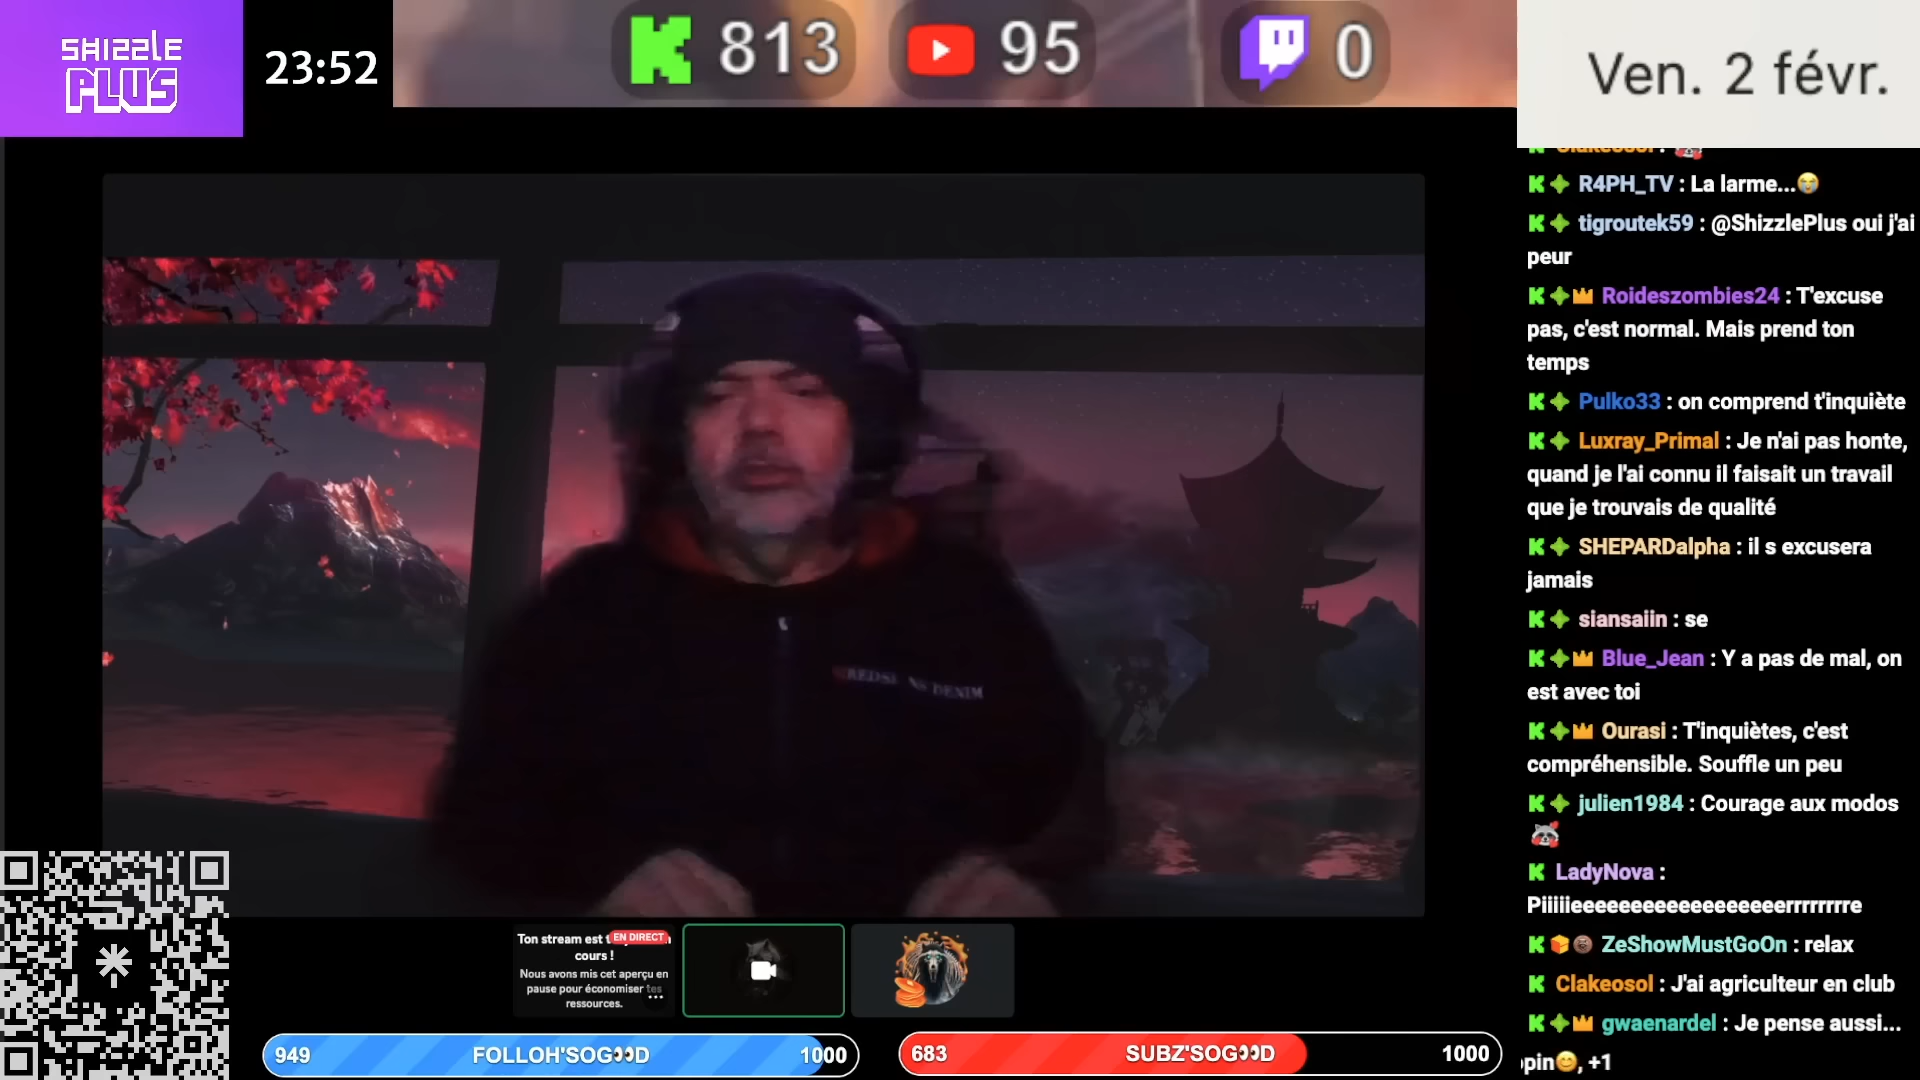 SHIZZLE
PLUS
23:52
813
95
0
Ven. 2 févr.
Clakeosol :
R4PH_TV : La larme...😭
tigroutek59 : @ShizzlePlus oui j'ai
peur
Roideszombies24 : T'excuse
pas, c'est normal. Mais prend ton
temps
Pulko33 : on comprend t'inquiète
Luxray_Primal : Je n'ai pas honte,
quand je l'ai connu il faisait un travail
que je trouvais de qualité
SHEPARDalpha : il s excusera
jamais
siansaiin : se
Blue_Jean : Y a pas de mal, on
est avec toi
Ourasi : T'inquiètes, c'est
compréhensible. Souffle un peu
julien1984 : Courage aux modos
LadyNova :
Piiiiieeeeeeeeeeeeeeeeeerrrrrrrre
ZeShowMustGoOn : relax
Clakeosol : J'ai agriculteur en club
gwaenardel : Je pense aussi...
pin😊, +1
DENIM
Ton stream est
EN DIRECT
cours !
Nous avons mis cet aperçu en
pause pour économiser tes
ressources.
949 FOLLOH'SOG👀D 1000
683 SUBZ'SOG👀D 1000